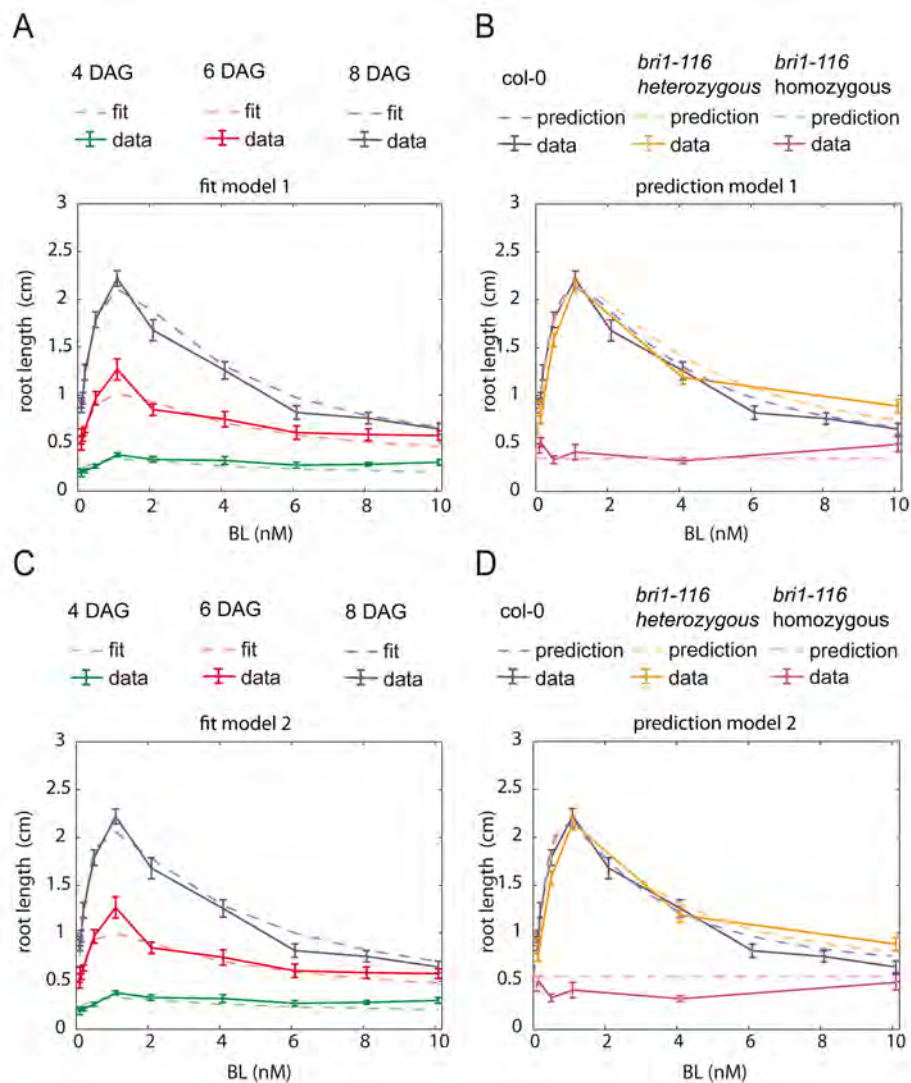 A
4 DAG 6 DAG 8 DAG
fit fit fit
data data data
fit model 1
3
2.5
2
1.5
1
0.5
0
root length (cm)
0 2 4 6 8 10
BL (nM)
B
col-0 bri1-116 heterozygous bri1-116 homozygous
prediction prediction prediction
data data data
prediction model 1
3
2.5
2
1.5
1
0.5
0
root length (cm)
0 2 4 6 8 10
BL (nM)
C
4 DAG 6 DAG 8 DAG
fit fit fit
data data data
fit model 2
3
2.5
2
1.5
1
0.5
0
root length (cm)
0 2 4 6 8 10
BL (nM)
D
col-0 bri1-116 heterozygous bri1-116 homozygous
prediction prediction prediction
data data data
prediction model 2
3
2.5
2
1.5
1
0.5
0
root length (cm)
0 2 4 6 8 10
BL (nM)